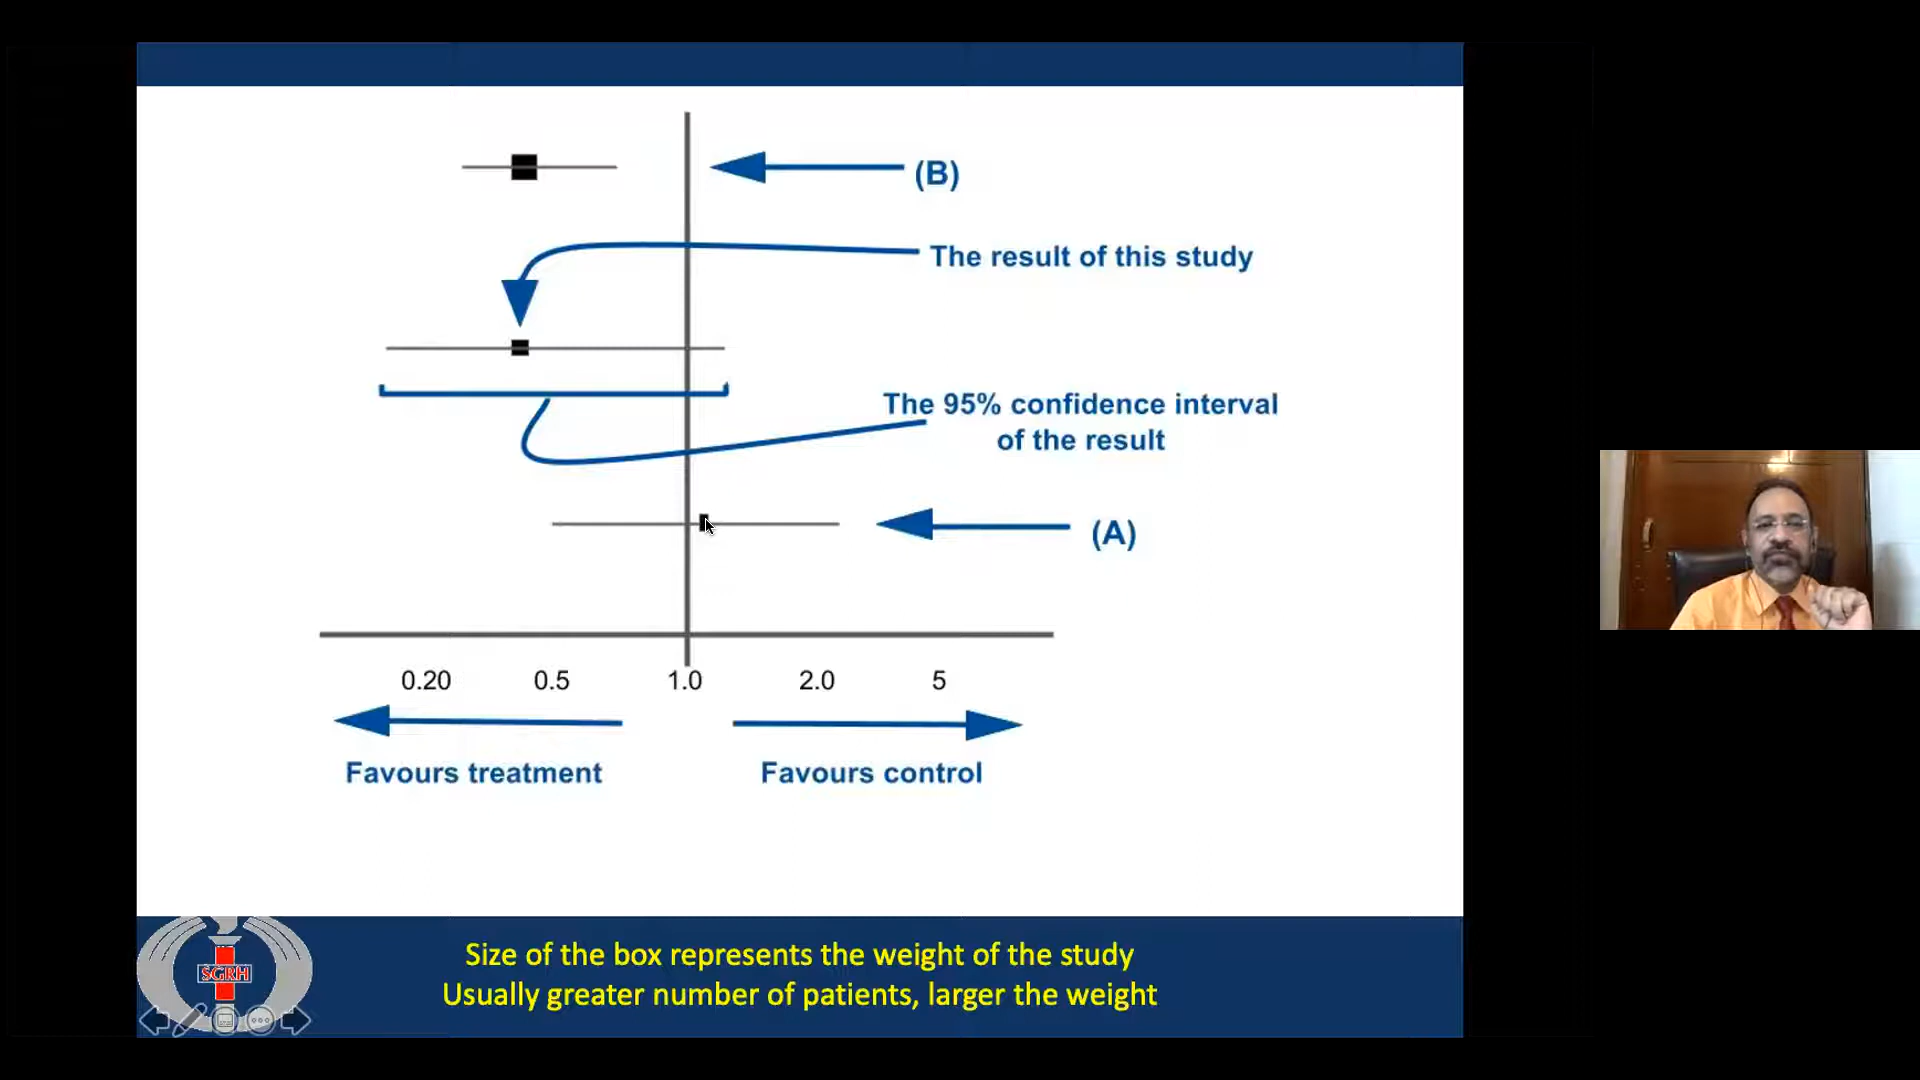 (B)
The result of this study
The 95% confidence interval
of the result
(A)
0.20 0.5 1.0 2.0 5
Favours treatment Favours control
SGRH
Size of the box represents the weight of the study
Usually greater number of patients, larger the weight